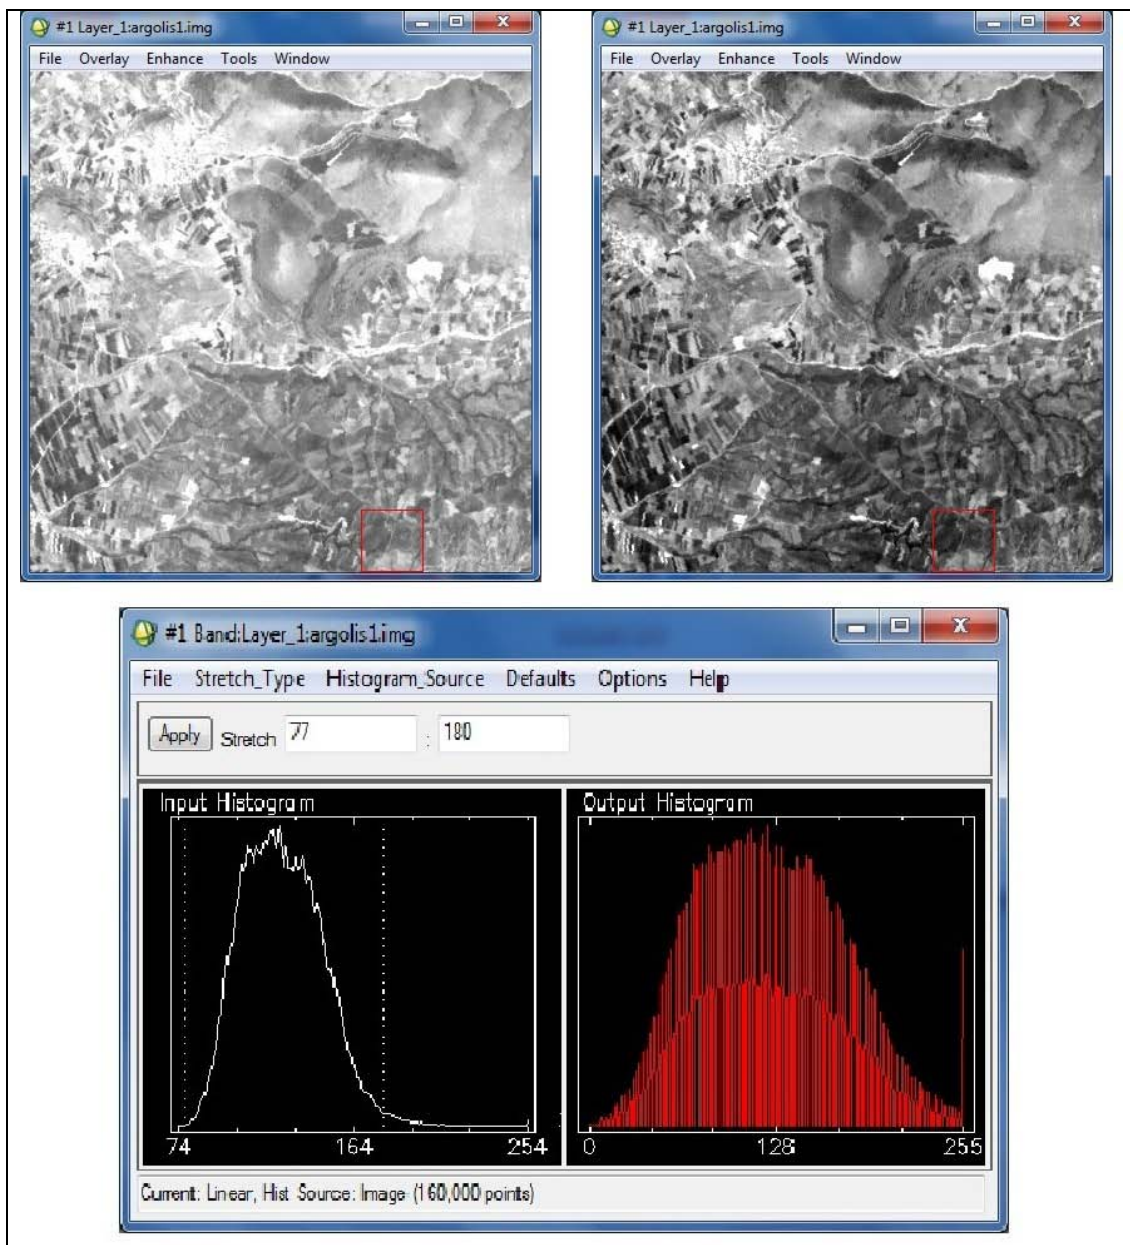 #1 Layer_1:argolis1.img
File Overlay Enhance Tools Window
#1 Layer_1:argolis1.img
File Overlay Enhance Tools Window
#1 Band:Layer_1:argolis1.img
File Stretch_Type Histogram_Source Defaults Options Help
Apply Stretch 77 : 180
Input Histogram
74 164 254
Output Histogram
0 128 255
Current: Linear, Hist Source: Image (160,000 points)